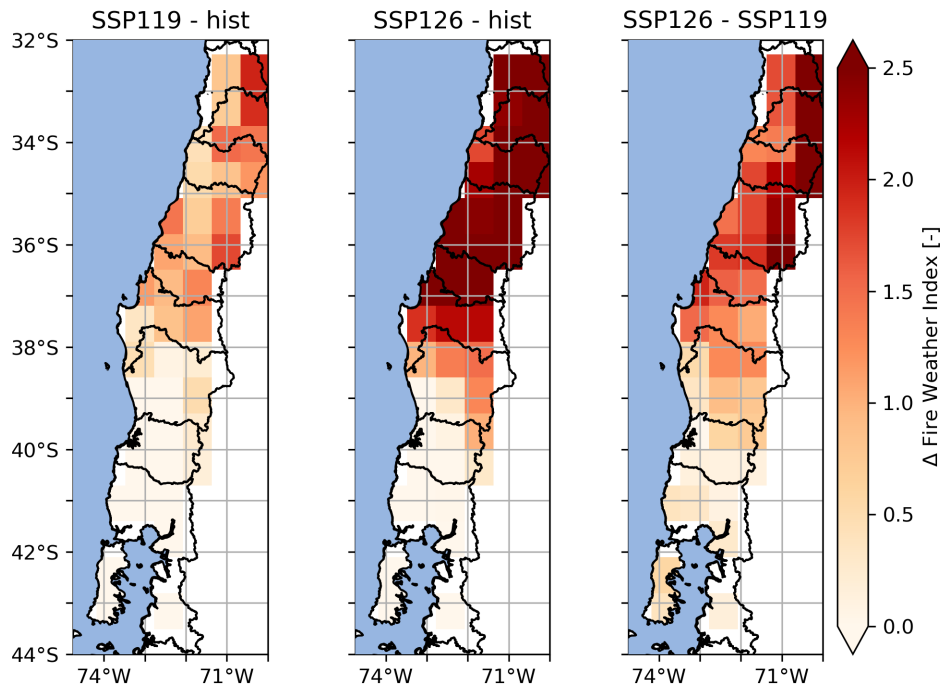 SSP119 - hist
SSP126 - hist
SSP126 - SSP119
32°S
34°S
36°S
38°S
40°S
42°S
44°S
74°W
71°W
74°W
71°W
74°W
71°W
2.5
2.0
1.5
1.0
0.5
0.0
Δ Fire Weather Index [-]